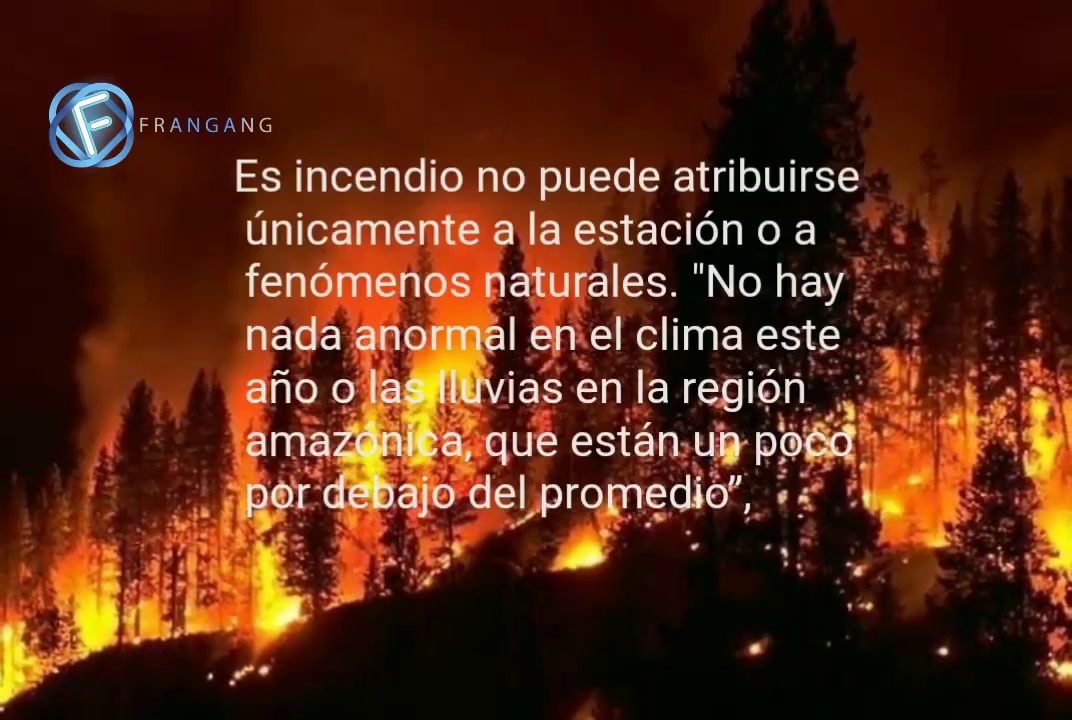 F
FRANGANG
Es incendio no puede atribuirse
únicamente a la estación o a
fenómenos naturales. "No hay
nada anormal en el clima este
año o las lluvias en la región
amazónica, que están un poco
por debajo del promedio”,